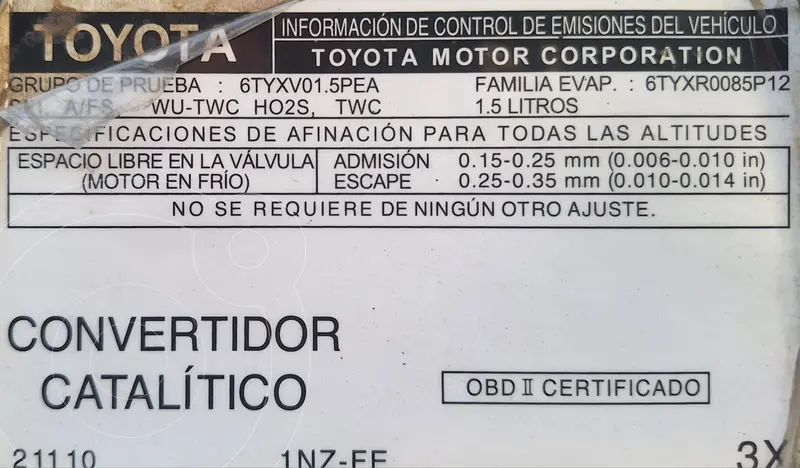 TOYOTA
INFORMACIÓN DE CONTROL DE EMISIONES DEL VEHÍCULO
TOYOTA MOTOR CORPORATION
GRUPO DE PRUEBA : 6TYXV01.5PEA FAMILIA EVAP. : 6TYXR0085P12
A/FS, WU-TWC HO2S, TWC 1.5 LITROS
ESPECIFICACIONES DE AFINACIÓN PARA TODAS LAS ALTITUDES
ESPACIO LIBRE EN LA VÁLVULA ADMISIÓN 0.15-0.25 mm (0.006-0.010 in)
(MOTOR EN FRÍO) ESCAPE 0.25-0.35 mm (0.010-0.014 in)
NO SE REQUIERE DE NINGÚN OTRO AJUSTE.
CONVERTIDOR
CATALÍTICO
OBD II CERTIFICADO
21110 1NZ-FE 3X